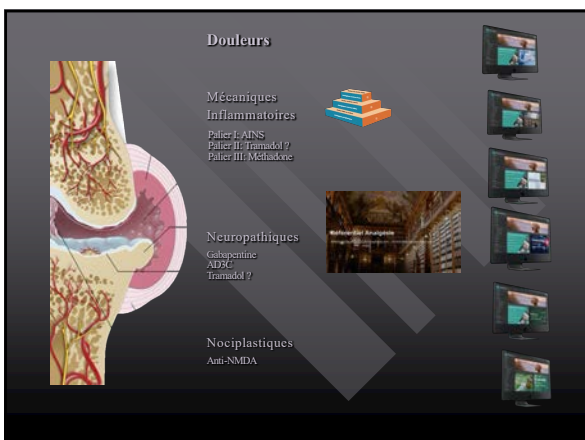 Douleurs
Mécaniques
Inflammatoires
Palier I: AINS
Palier II: Tramadol ?
Palier III: Méthadone
Référentiel Analgésie
Neuropathiques
Gabapentine
AD3C
Tramadol ?
Nociplastiques
Anti-NMDA